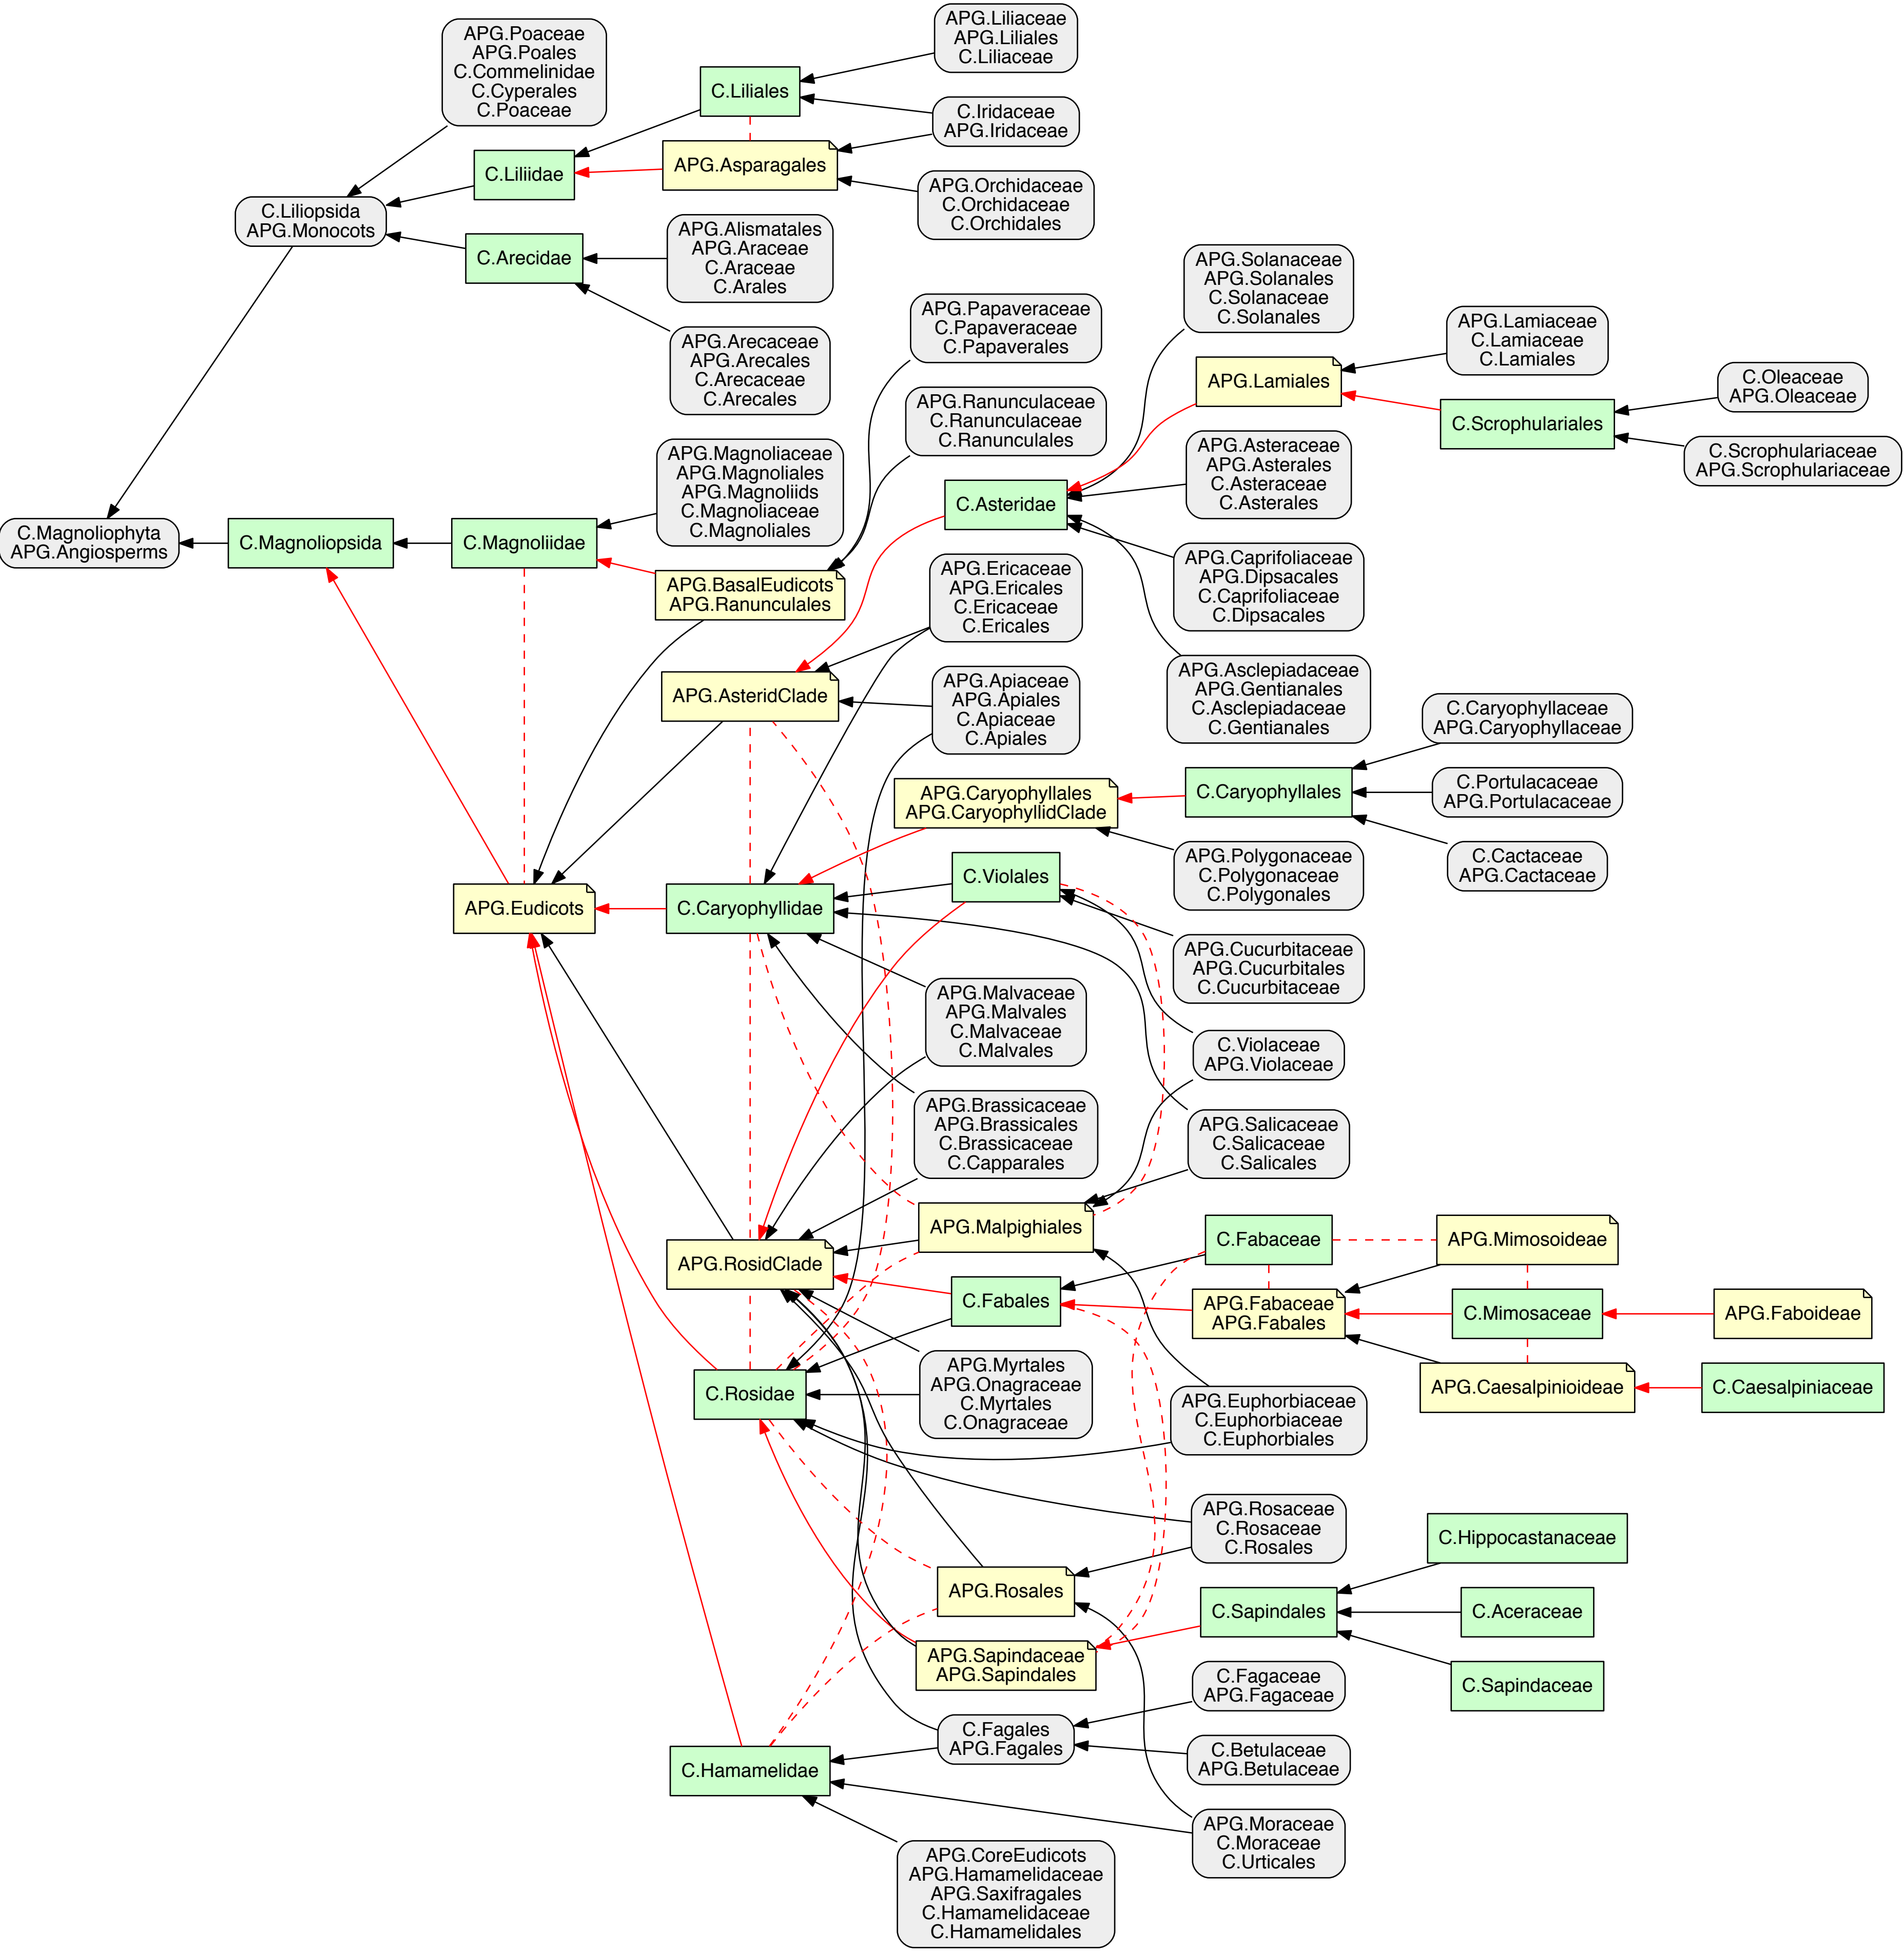 APG.Poaceae
APG.Poales
C.Commelinidae
C.Cyperales
C.Poaceae
C.Liliales
APG.Liliaceae
APG.Liliales
C.Liliaceae
C.Iridaceae
APG.Iridaceae
C.Liliidae
APG.Asparagales
APG.Orchidaceae
C.Orchidaceae
C.Orchidales
C.Liliopsida
APG.Monocots
C.Arecidae
APG.Alismatales
APG.Araceae
C.Araceae
C.Arales
APG.Arecaceae
APG.Arecales
C.Arecaceae
C.Arecales
APG.Papaveraceae
C.Papaveraceae
C.Papaverales
APG.Ranunculaceae
C.Ranunculaceae
C.Ranunculales
APG.Solanaceae
APG.Solanales
C.Solanaceae
C.Solanales
APG.Lamiales
APG.Lamiaceae
C.Lamiaceae
C.Lamiales
C.Scrophulariales
C.Oleaceae
APG.Oleaceae
C.Scrophulariaceae
APG.Scrophulariaceae
APG.Asteraceae
APG.Asterales
C.Asteraceae
C.Asterales
C.Asteridae
APG.Magnoliaceae
APG.Magnoliales
APG.Magnoliids
C.Magnoliaceae
C.Magnoliales
C.Magnoliophyta
APG.Angiosperms
C.Magnoliopsida
C.Magnoliidae
APG.BasalEudicots
APG.Ranunculales
APG.Ericaceae
APG.Ericales
C.Ericaceae
C.Ericales
APG.Caprifoliaceae
APG.Dipsacales
C.Caprifoliaceae
C.Dipsacales
APG.AsteridClade
APG.Apiaceae
APG.Apiales
C.Apiaceae
C.Apiales
APG.Asclepiadaceae
APG.Gentianales
C.Asclepiadaceae
C.Gentianales
C.Caryophyllaceae
APG.Caryophyllaceae
APG.Caryophyllales
APG.CaryophyllidClade
C.Caryophyllales
C.Portulacaceae
APG.Portulacaceae
C.Cactaceae
APG.Cactaceae
APG.Polygonaceae
C.Polygonaceae
C.Polygonales
C.Violales
APG.Eudicots
C.Caryophyllidae
APG.Cucurbitaceae
APG.Cucurbitales
C.Cucurbitaceae
APG.Malvaceae
APG.Malvales
C.Malvaceae
C.Malvales
C.Violaceae
APG.Violaceae
APG.Brassicaceae
APG.Brassicales
C.Brassicaceae
C.Capparales
APG.Salicaceae
C.Salicaceae
C.Salicales
APG.Malpighiales
APG.RosidClade
C.Fabaceae
APG.Mimosoideae
C.Fabales
APG.Fabaceae
APG.Fabales
C.Mimosaceae
APG.Faboideae
APG.Caesalpinioideae
C.Caesalpiniaceae
C.Rosidae
APG.Myrtales
APG.Onagraceae
C.Myrtales
C.Onagraceae
APG.Euphorbiaceae
C.Euphorbiaceae
C.Euphorbiales
APG.Rosaceae
C.Rosaceae
C.Rosales
C.Hippocastanaceae
APG.Rosales
C.Sapindales
C.Aceraceae
APG.Sapindaceae
APG.Sapindales
C.Sapindaceae
C.Fagaceae
APG.Fagaceae
C.Fagales
APG.Fagales
C.Betulaceae
APG.Betulaceae
C.Hamamelidae
APG.Moraceae
C.Moraceae
C.Urticales
APG.CoreEudicots
APG.Hamamelidaceae
APG.Saxifragales
C.Hamamelidaceae
C.Hamamelidales